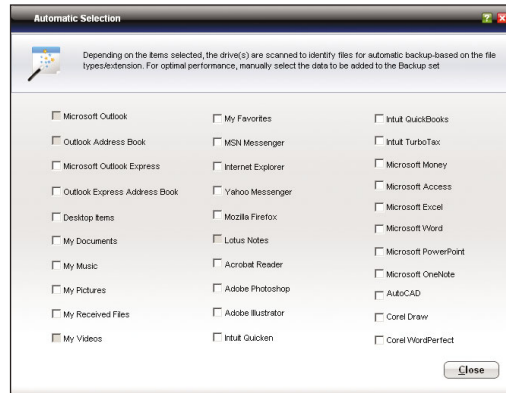 Automatic Selection
Depending on the items selected, the drive(s) are scanned to identify files for automatic backup-based on the file
types/extension. For optimal performance, manually select the data to be added to the Backup set
Microsoft Outlook
Outlook Address Book
Microsoft Outlook Express
Outlook Express Address Book
Desktop Items
My Documents
My Music
My Pictures
My Received Files
My Videos
My Favorites
MSN Messenger
Internet Explorer
Yahoo Messenger
Mozilla Firefox
Lotus Notes
Acrobat Reader
Adobe Photoshop
Adobe Illustrator
Intuit Quicken
Intuit QuickBooks
Intuit TurboTax
Microsoft Money
Microsoft Access
Microsoft Excel
Microsoft Word
Microsoft PowerPoint
Microsoft OneNote
AutoCAD
Corel Draw
Corel WordPerfect
Close